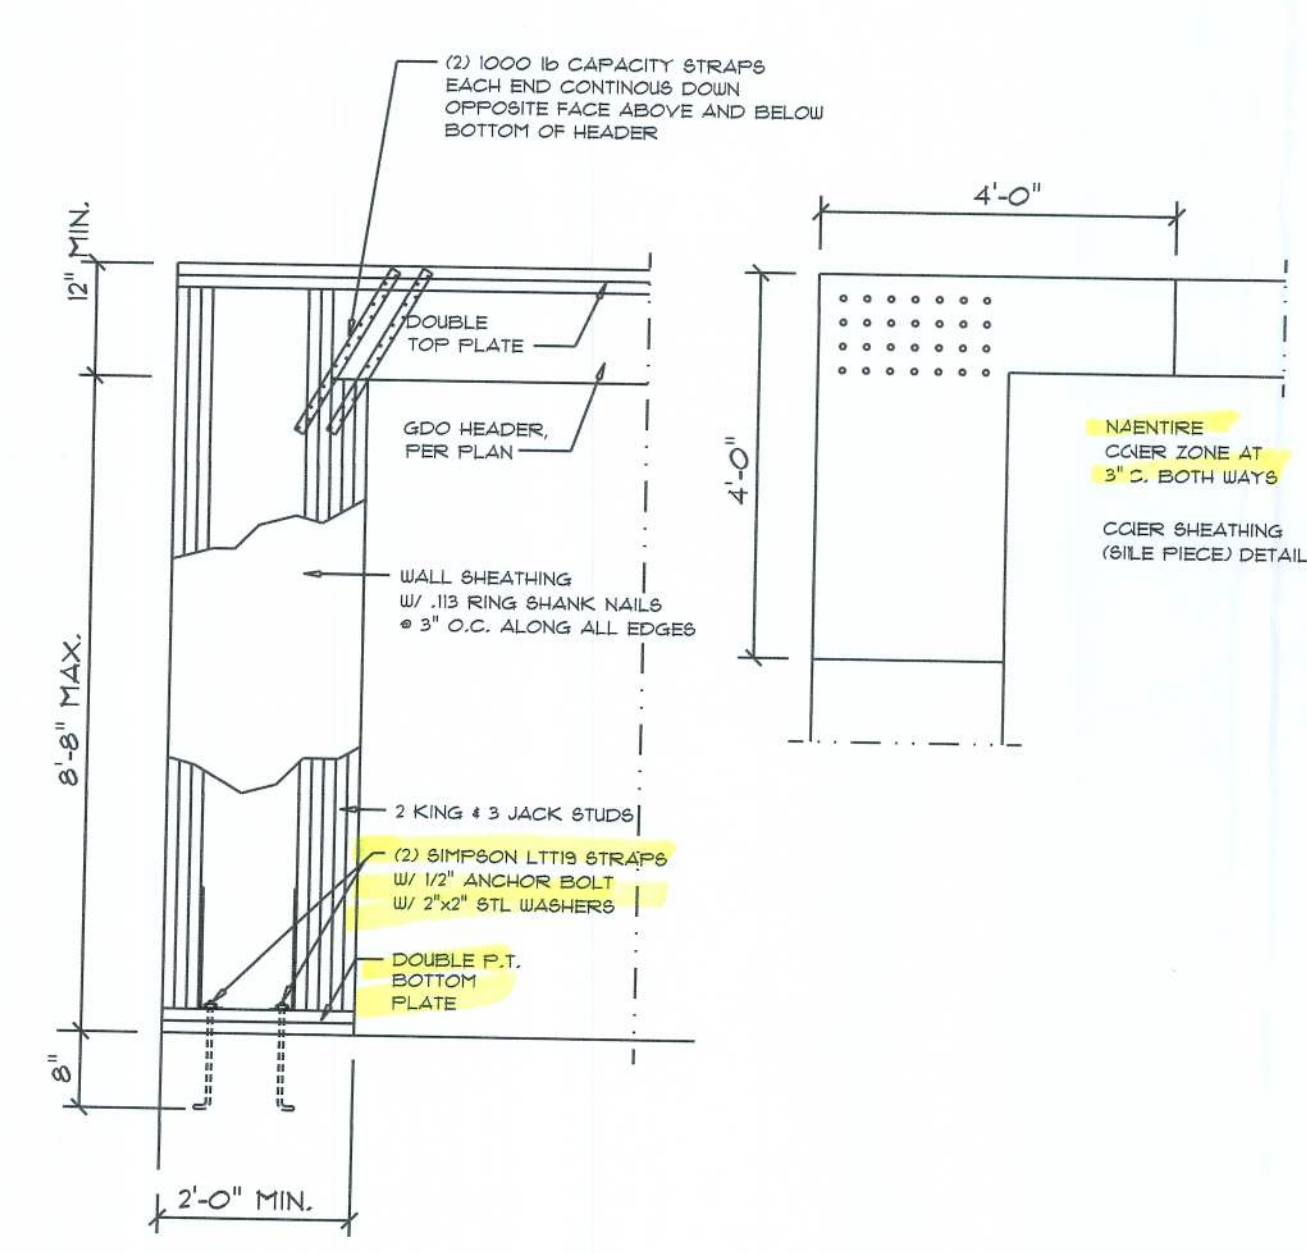 (2) 1000 lb CAPACITY STRAPS
EACH END CONTINOUS DOWN
OPPOSITE FACE ABOVE AND BELOW
BOTTOM OF HEADER
12" MIN.
DOUBLE
TOP PLATE
GDO HEADER,
PER PLAN
8'-8" MAX.
WALL SHEATHING
W/ .113 RING SHANK NAILS
@ 3" O.C. ALONG ALL EDGES
2 KING & 3 JACK STUDS
(2) SIMPSON LTT19 STRAPS
W/ 1/2" ANCHOR BOLT
W/ 2"x2" STL WASHERS
DOUBLE P.T.
BOTTOM
PLATE
8"
2'-0" MIN.
4'-0"
4'-0"
ZONE AT
3" C. BOTH WAYS
SHEATHING
PIECE) DETAIL